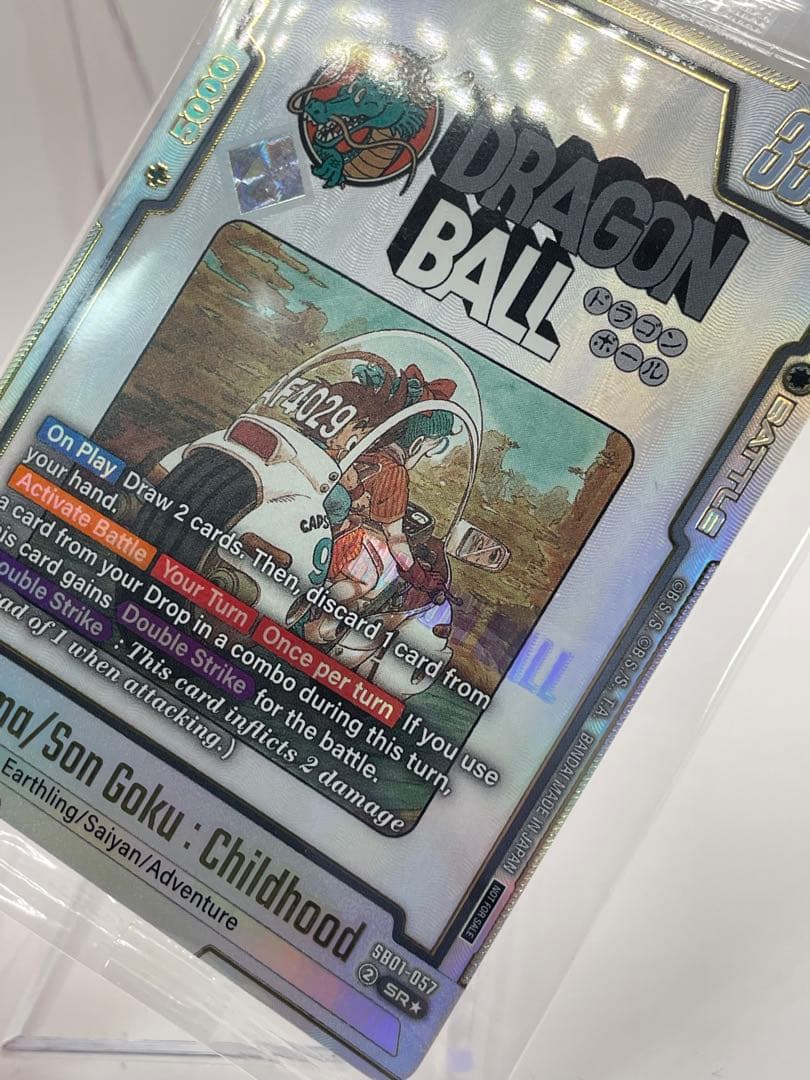 5000
DRAGON
BALL
ドラゴン
ボール
BATTLE
AF4029
CAPS
9
On Play Draw 2 cards. Then, discard 1 card from
your hand.
Activate Battle Your Turn Once per turn If you use
a card from your Drop in a combo during this turn,
this card gains Double Strike for the battle.
Double Strike : This card inflicts 2 damage
ead of 1 when attacking.)
ma/Son Goku : Childhood
Earthling/Saiyan/Adventure
SB01-057
② SR★
©B.S./S. ©B.S./S., T.A. BANDAI MADE IN JAPAN
NOT FOR SALE